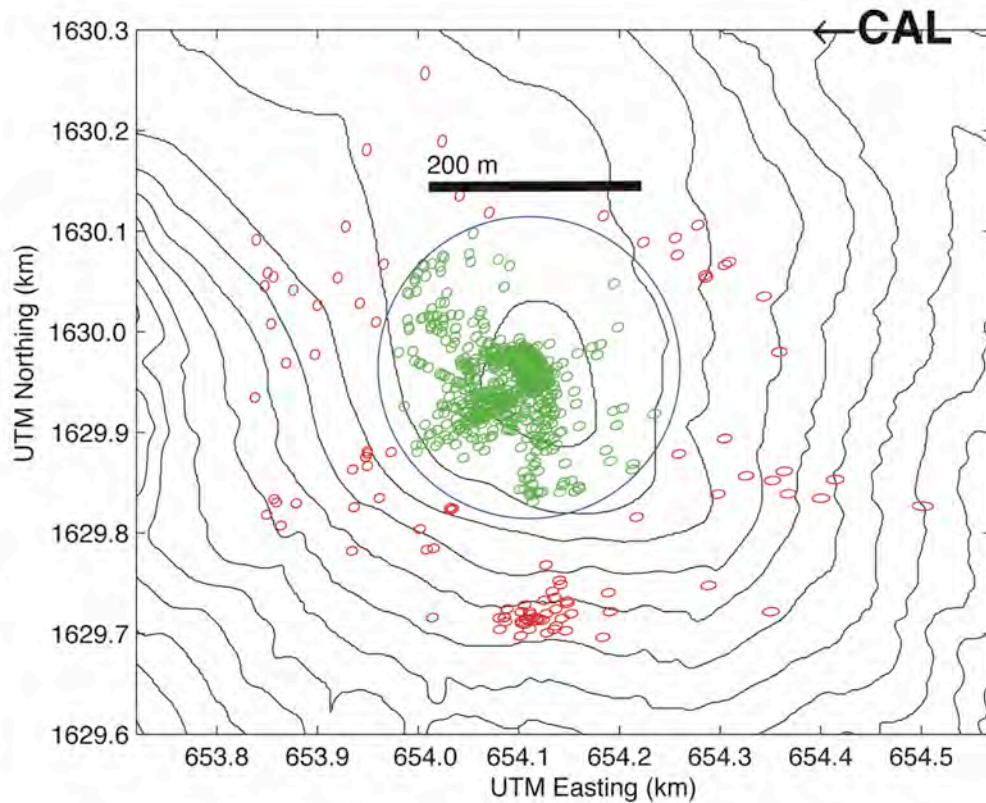 ←CAL
200 m
1630.3
1630.2
1630.1
1630.0
1629.9
1629.8
1629.7
1629.6
UTM Northing (km)
653.8 653.9 654.0 654.1 654.2 654.3 654.4 654.5
UTM Easting (km)